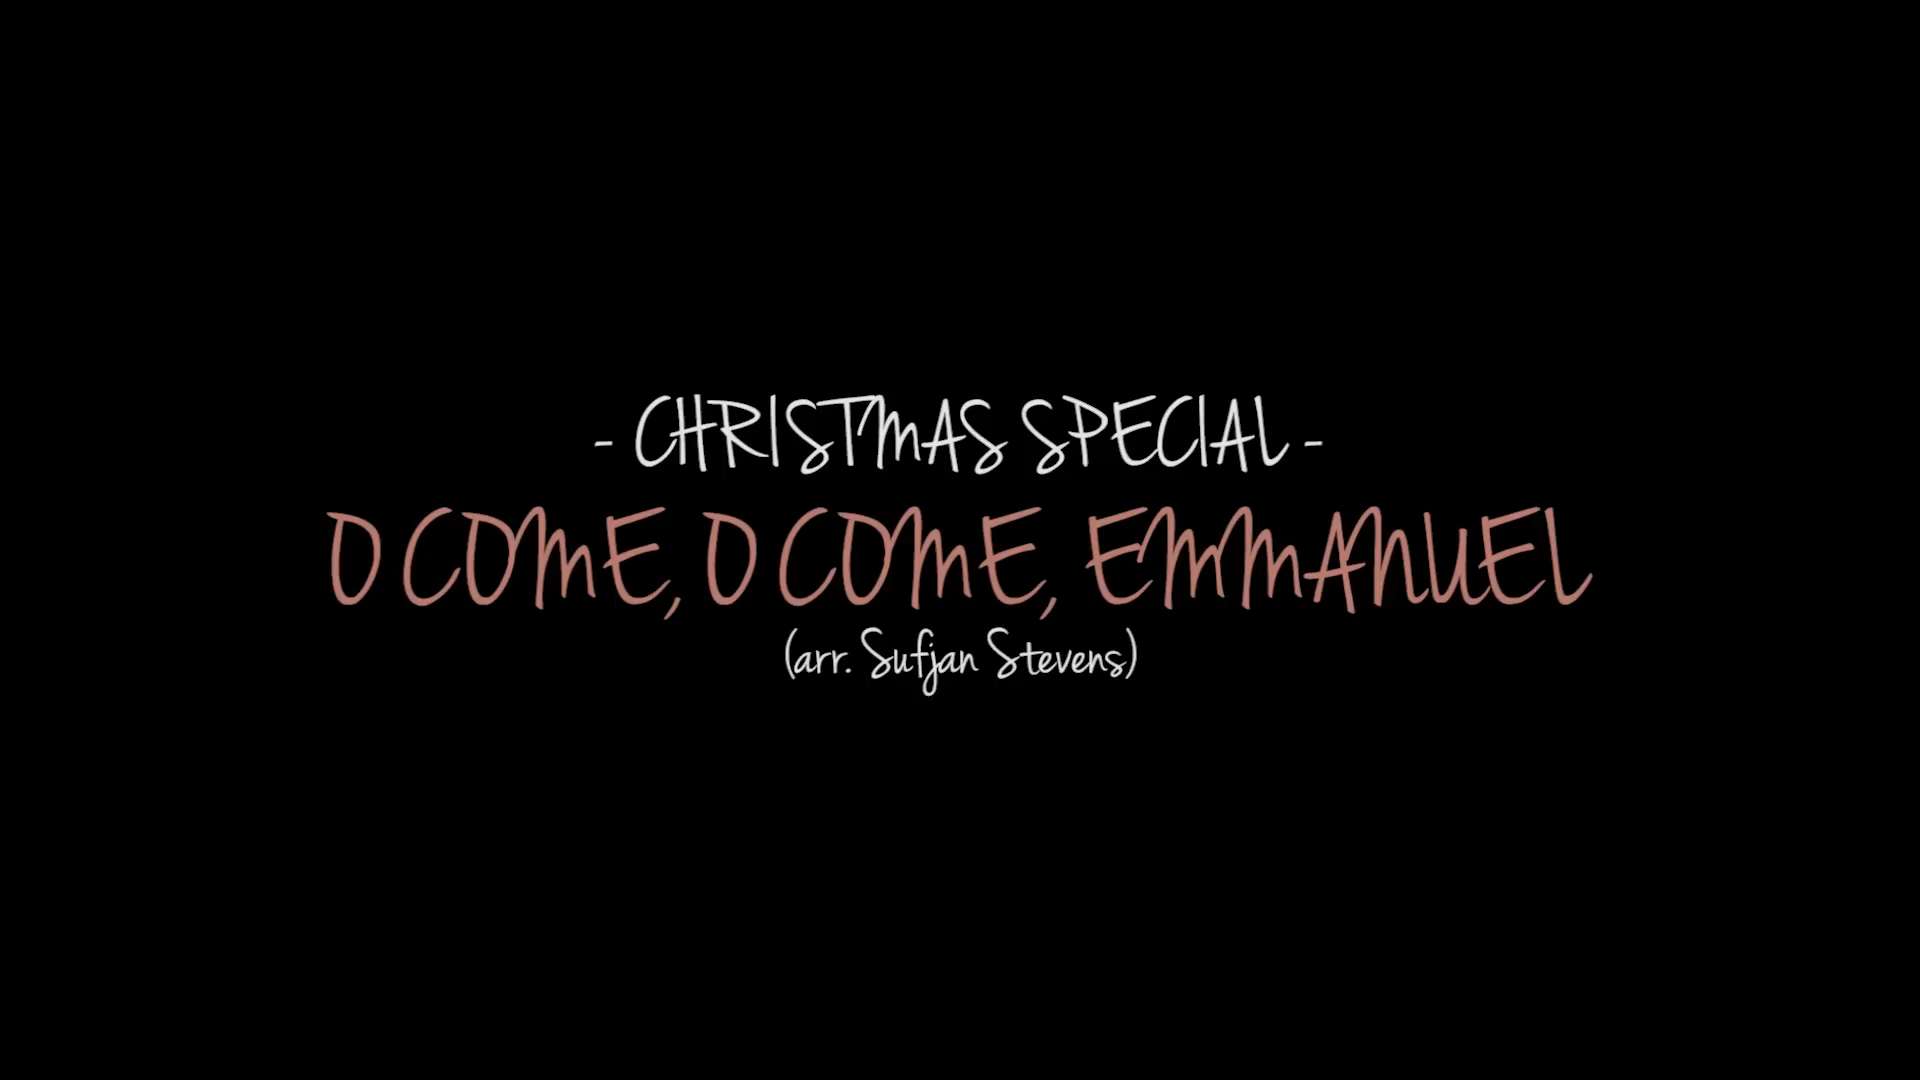 - CHRISTMAS SPECIAL -
O COME, O COME, EMMANUEL
(arr. Sufjan Stevens)